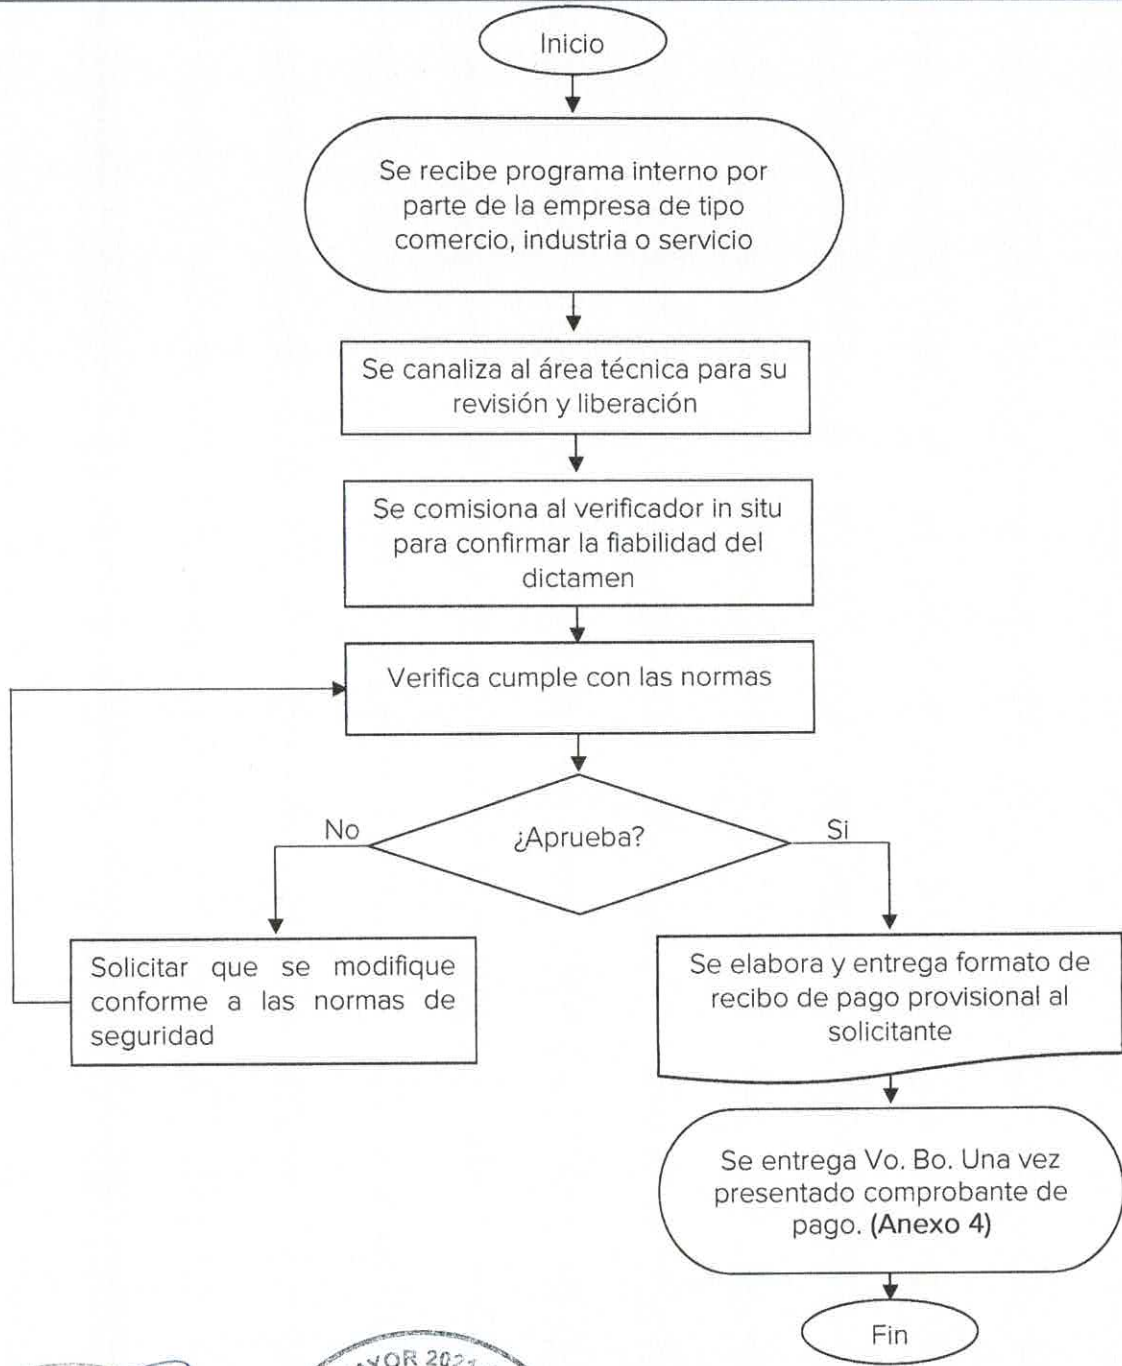 Inicio
Se recibe programa interno por
parte de la empresa de tipo
comercio, industria o servicio
Se canaliza al área técnica para su
revisión y liberación
Se comisiona al verificador in situ
para confirmar la fiabilidad del
dictamen
Verifica cumple con las normas
¿Aprueba?
No
Si
Solicitar que se modifique
conforme a las normas de
seguridad
Se elabora y entrega formato de
recibo de pago provisional al
solicitante
Se entrega Vo. Bo. Una vez
presentado comprobante de
pago. (Anexo 4)
Fin